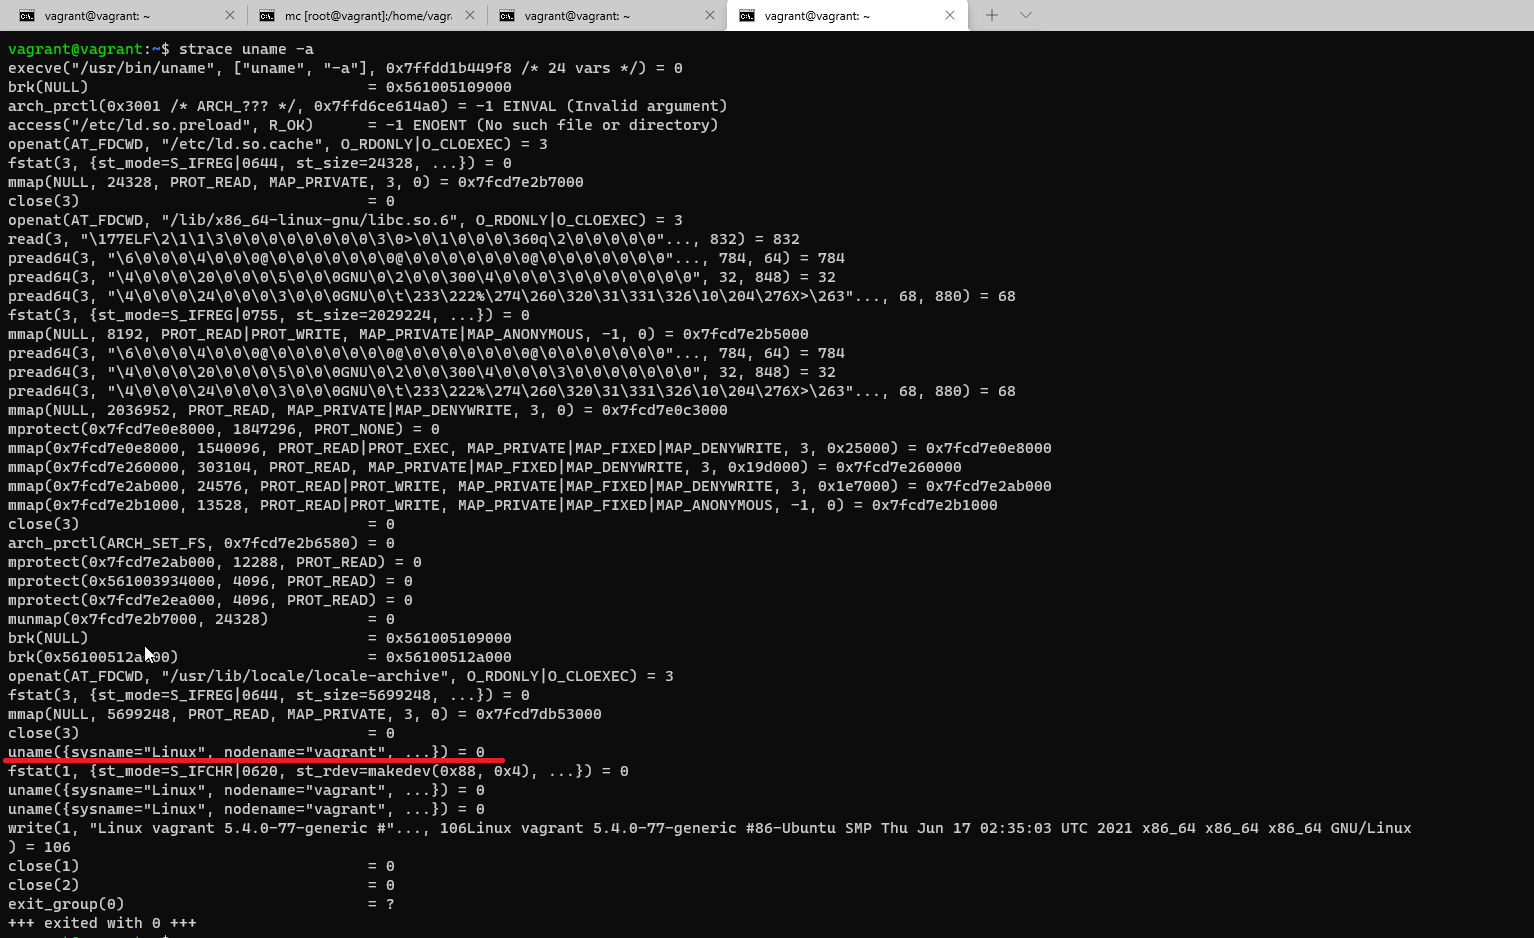 vagrant@vagrant: ~
mc [root@vagrant]:/home/vagr
vagrant@vagrant: ~
vagrant@vagrant: ~
vagrant@vagrant:~$ strace uname -a
execve("/usr/bin/uname", ["uname", "-a"], 0x7ffdd1b449f8 /* 24 vars */) = 0
brk(NULL)                               = 0x561005109000
arch_prctl(0x3001 /* ARCH_??? */, 0x7ffd6ce614a0) = -1 EINVAL (Invalid argument)
access("/etc/ld.so.preload", R_OK)      = -1 ENOENT (No such file or directory)
openat(AT_FDCWD, "/etc/ld.so.cache", O_RDONLY|O_CLOEXEC) = 3
fstat(3, {st_mode=S_IFREG|0644, st_size=24328, ...}) = 0
mmap(NULL, 24328, PROT_READ, MAP_PRIVATE, 3, 0) = 0x7fcd7e2b7000
close(3)                                = 0
openat(AT_FDCWD, "/lib/x86_64-linux-gnu/libc.so.6", O_RDONLY|O_CLOEXEC) = 3
read(3, "\177ELF\2\1\1\3\0\0\0\0\0\0\0\0\3\0>\0\1\0\0\0\360q\2\0\0\0\0\0"..., 832) = 832
pread64(3, "\6\0\0\0\4\0\0\0@\0\0\0\0\0\0\0@\0\0\0\0\0\0\0@\0\0\0\0\0\0\0"..., 784, 64) = 784
pread64(3, "\4\0\0\0\20\0\0\0\5\0\0\0GNU\0\2\0\0\300\4\0\0\0\3\0\0\0\0\0\0\0", 32, 848) = 32
pread64(3, "\4\0\0\0\24\0\0\0\3\0\0\0GNU\0\t\233\222%\274\260\320\31\331\326\10\204\276X>\263"..., 68, 880) = 68
fstat(3, {st_mode=S_IFREG|0755, st_size=2029224, ...}) = 0
mmap(NULL, 8192, PROT_READ|PROT_WRITE, MAP_PRIVATE|MAP_ANONYMOUS, -1, 0) = 0x7fcd7e2b5000
pread64(3, "\6\0\0\0\4\0\0\0@\0\0\0\0\0\0\0@\0\0\0\0\0\0\0@\0\0\0\0\0\0\0"..., 784, 64) = 784
pread64(3, "\4\0\0\0\20\0\0\0\5\0\0\0GNU\0\2\0\0\300\4\0\0\0\3\0\0\0\0\0\0\0", 32, 848) = 32
pread64(3, "\4\0\0\0\24\0\0\0\3\0\0\0GNU\0\t\233\222%\274\260\320\31\331\326\10\204\276X>\263"..., 68, 880) = 68
mmap(NULL, 2036952, PROT_READ, MAP_PRIVATE|MAP_DENYWRITE, 3, 0) = 0x7fcd7e0c3000
mprotect(0x7fcd7e0e8000, 1847296, PROT_NONE) = 0
mmap(0x7fcd7e0e8000, 1540096, PROT_READ|PROT_EXEC, MAP_PRIVATE|MAP_FIXED|MAP_DENYWRITE, 3, 0x25000) = 0x7fcd7e0e8000
mmap(0x7fcd7e260000, 303104, PROT_READ, MAP_PRIVATE|MAP_FIXED|MAP_DENYWRITE, 3, 0x19d000) = 0x7fcd7e260000
mmap(0x7fcd7e2ab000, 24576, PROT_READ|PROT_WRITE, MAP_PRIVATE|MAP_FIXED|MAP_DENYWRITE, 3, 0x1e7000) = 0x7fcd7e2ab000
mmap(0x7fcd7e2b1000, 13528, PROT_READ|PROT_WRITE, MAP_PRIVATE|MAP_FIXED|MAP_ANONYMOUS, -1, 0) = 0x7fcd7e2b1000
close(3)                                = 0
arch_prctl(ARCH_SET_FS, 0x7fcd7e2b6580) = 0
mprotect(0x7fcd7e2ab000, 12288, PROT_READ) = 0
mprotect(0x561003934000, 4096, PROT_READ) = 0
mprotect(0x7fcd7e2ea000, 4096, PROT_READ) = 0
munmap(0x7fcd7e2b7000, 24328)           = 0
brk(NULL)                               = 0x561005109000
brk(0x56100512a000)                     = 0x56100512a000
openat(AT_FDCWD, "/usr/lib/locale/locale-archive", O_RDONLY|O_CLOEXEC) = 3
fstat(3, {st_mode=S_IFREG|0644, st_size=5699248, ...}) = 0
mmap(NULL, 5699248, PROT_READ, MAP_PRIVATE, 3, 0) = 0x7fcd7db53000
close(3)                                = 0
uname({sysname="Linux", nodename="vagrant", ...}) = 0
fstat(1, {st_mode=S_IFCHR|0620, st_rdev=makedev(0x88, 0x4), ...}) = 0
uname({sysname="Linux", nodename="vagrant", ...}) = 0
uname({sysname="Linux", nodename="vagrant", ...}) = 0
write(1, "Linux vagrant 5.4.0-77-generic #"..., 106Linux vagrant 5.4.0-77-generic #86-Ubuntu SMP Thu Jun 17 02:35:03 UTC 2021 x86_64 x86_64 x86_64 GNU/Linux
) = 106
close(1)                                = 0
close(2)                                = 0
exit_group(0)                           = ?
+++ exited with 0 +++